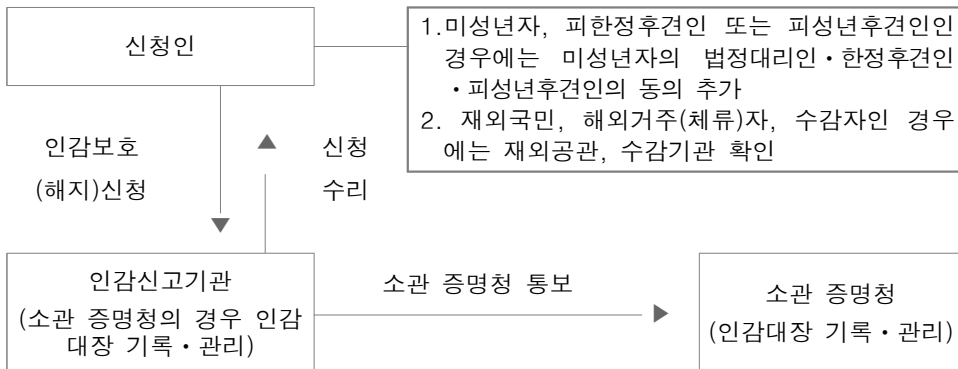 신청인
1.미성년자, 피한정후견인 또는 피성년후견인인
경우에는 미성년자의 법정대리인·한정후견인
·피성년후견인의 동의 추가
2. 재외국민, 해외거주(체류)자, 수감자인 경우
에는 재외공관, 수감기관 확인
인감보호
(해지)신청
신청
수리
인감신고기관
(소관 증명청의 경우 인감
대장 기록·관리)
소관 증명청 통보
소관 증명청
(인감대장 기록·관리)